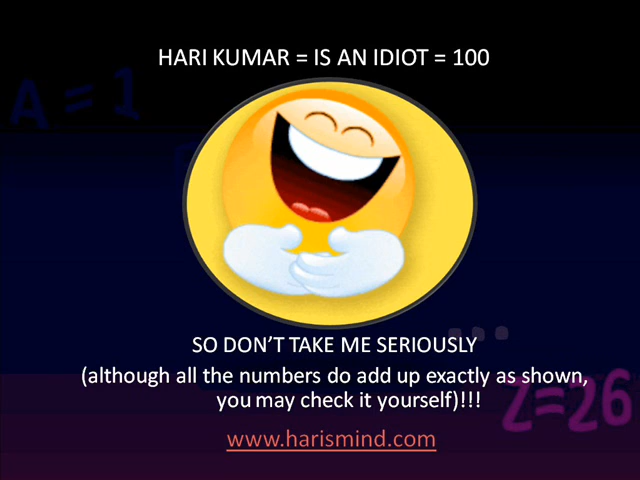 HARI KUMAR = IS AN IDIOT = 100
A = 1
SO DON’T TAKE ME SERIOUSLY
...
(although all the numbers do add up exactly as shown,
you may check it yourself)!!!
Z=26
www.harismind.com